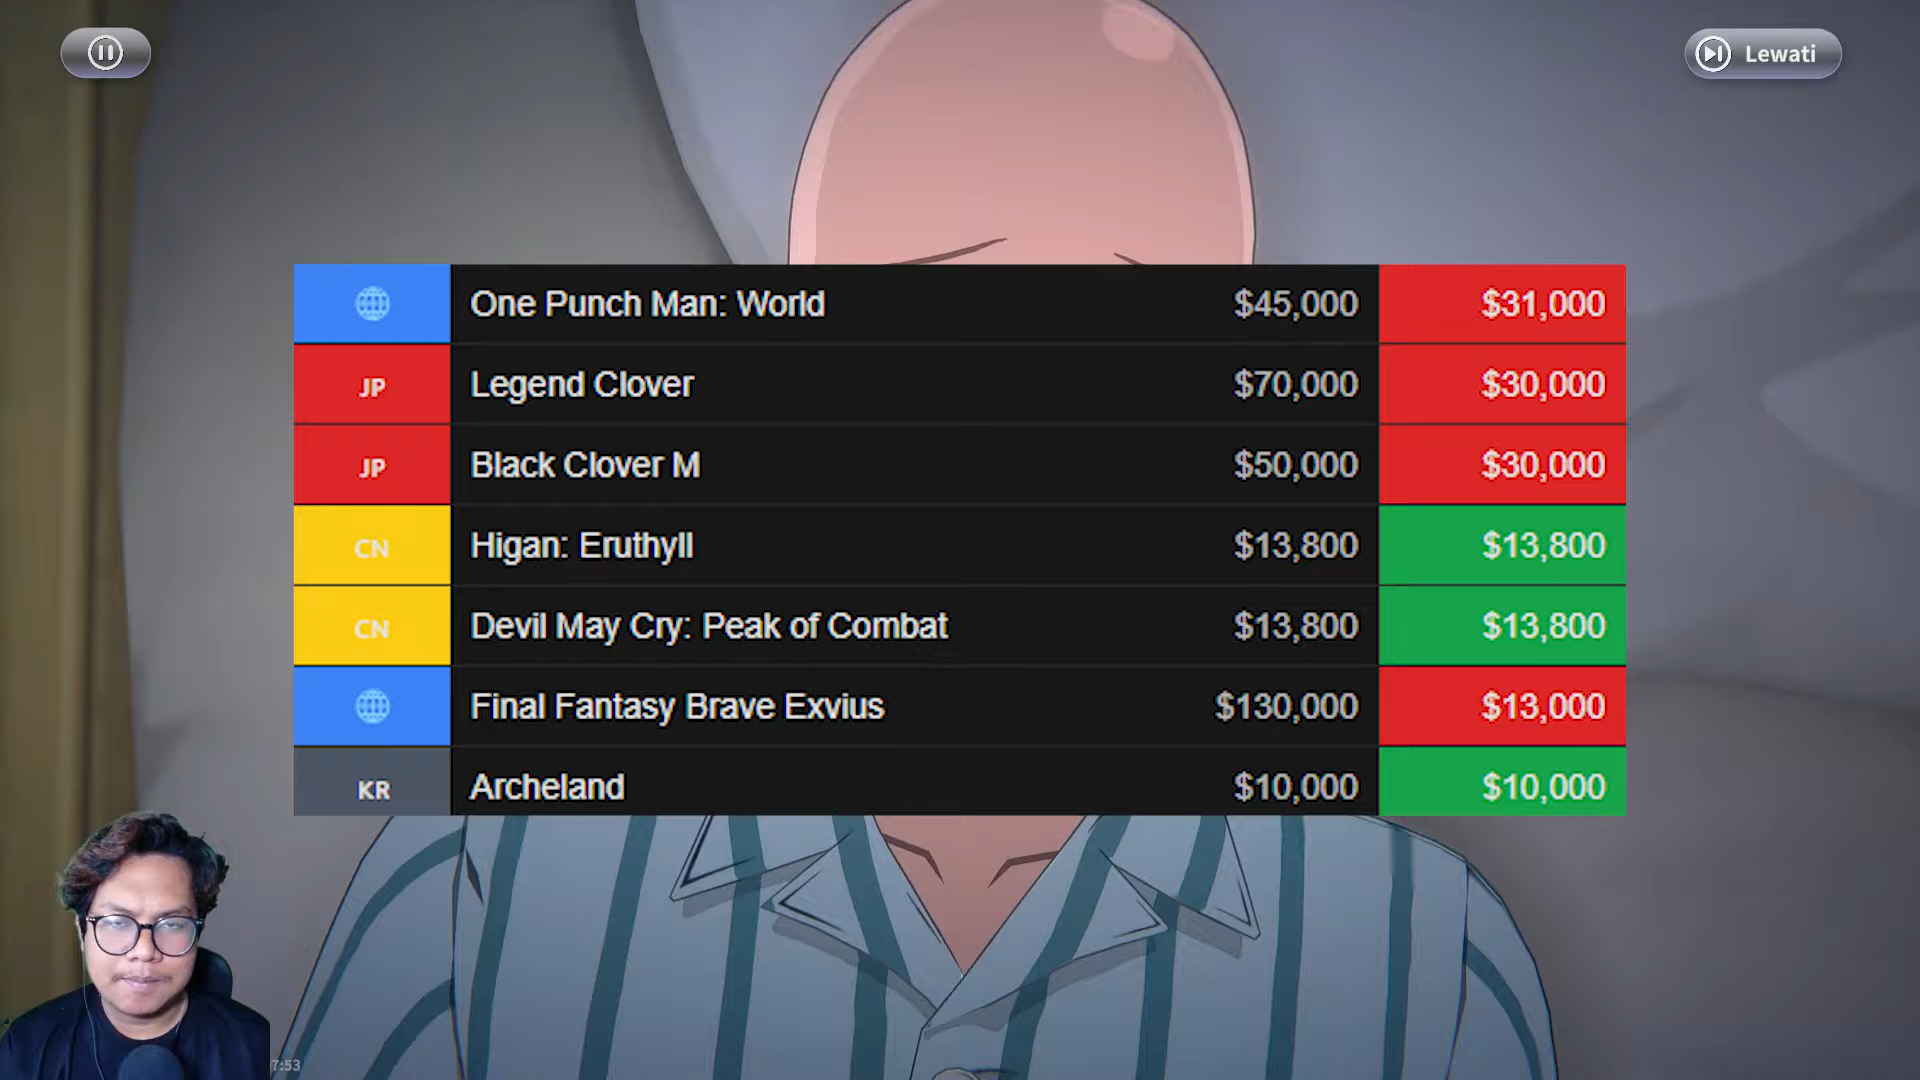 Lewati
One Punch Man: World $45,000 $31,000
JP Legend Clover $70,000 $30,000
JP Black Clover M $50,000 $30,000
CN Higan: Eruthyll $13,800 $13,800
CN Devil May Cry: Peak of Combat $13,800 $13,800
Final Fantasy Brave Exvius $130,000 $13,000
KR Archeland $10,000 $10,000
7:53